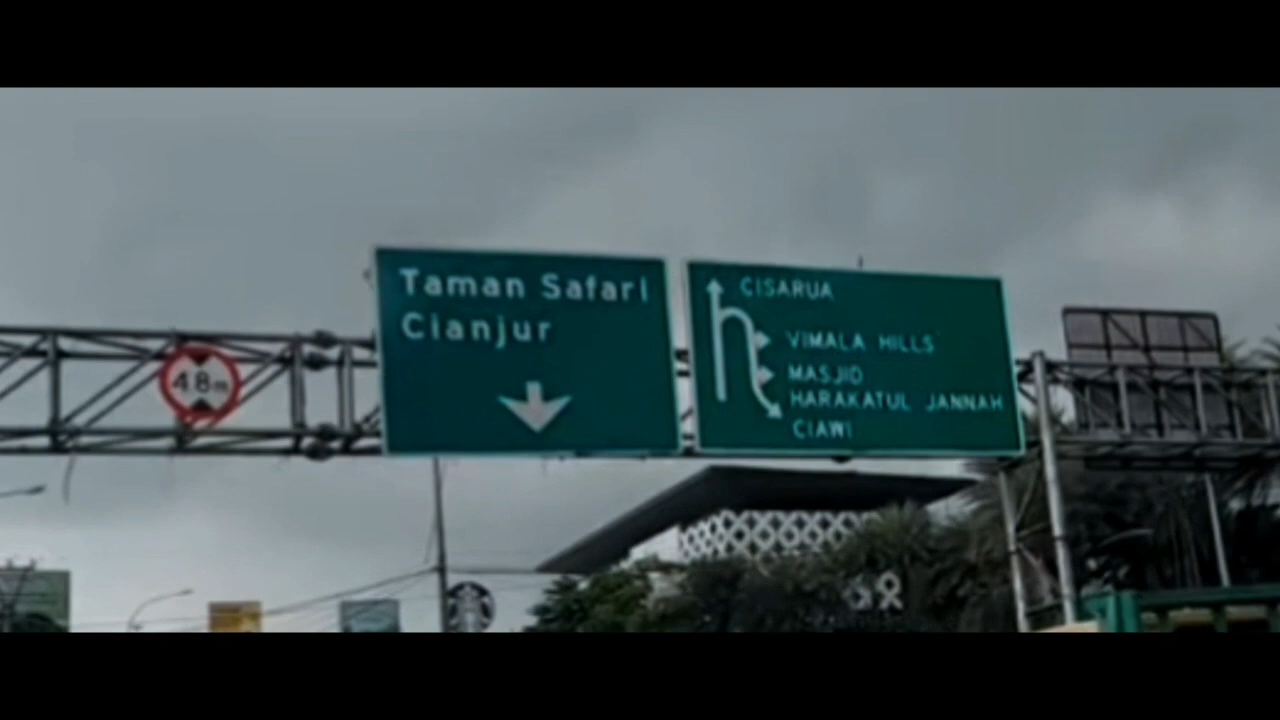 4.8m
Taman Safari
Cianjur
CISARUA
VIMALA HILLS
MASJID
HARAKATUL JANNAH
CIAWI